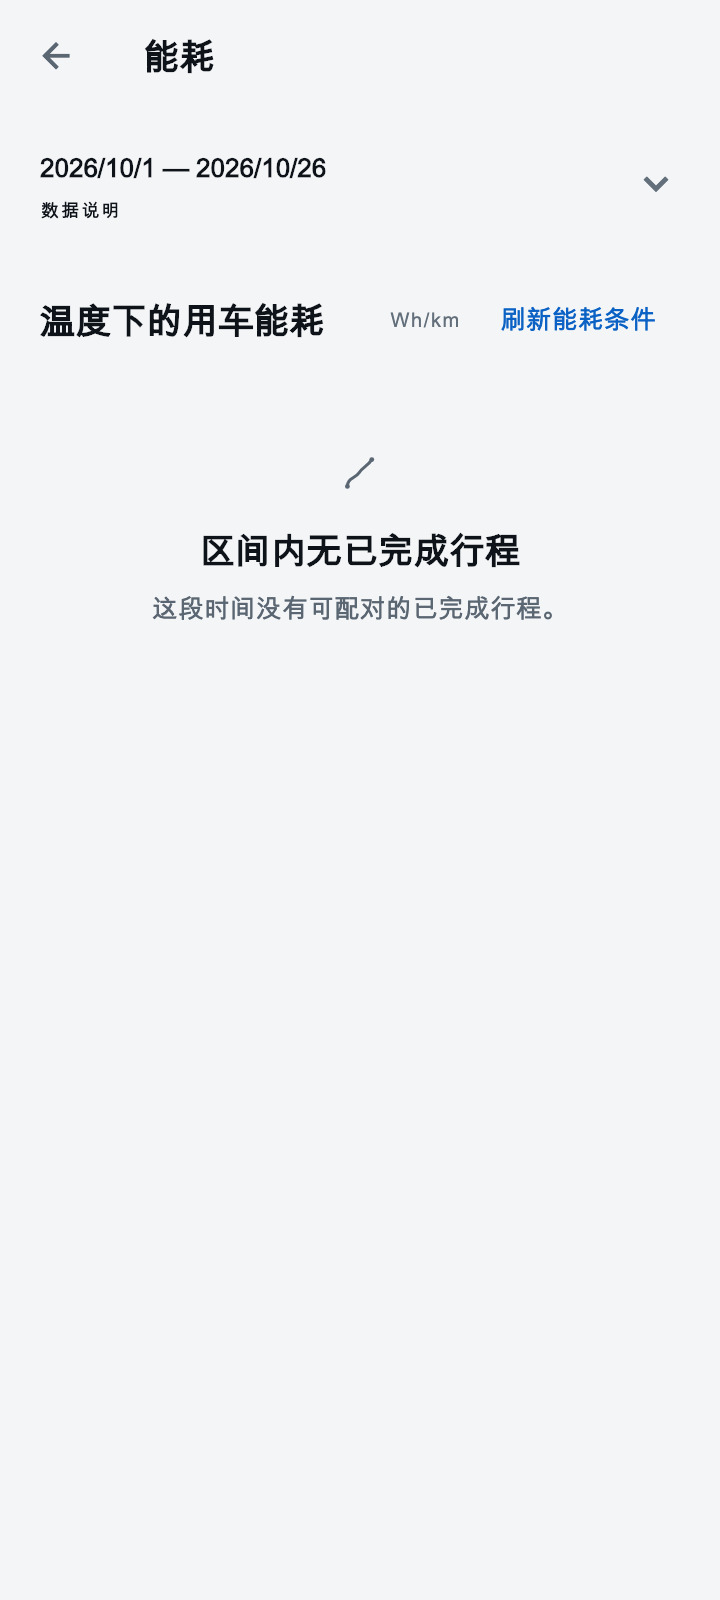 能耗
2026/10/1 — 2026/10/26
数据说明
温度下的用车能耗 Wh/km 刷新能耗条件
区间内无已完成行程
这段时间没有可配对的已完成行程。